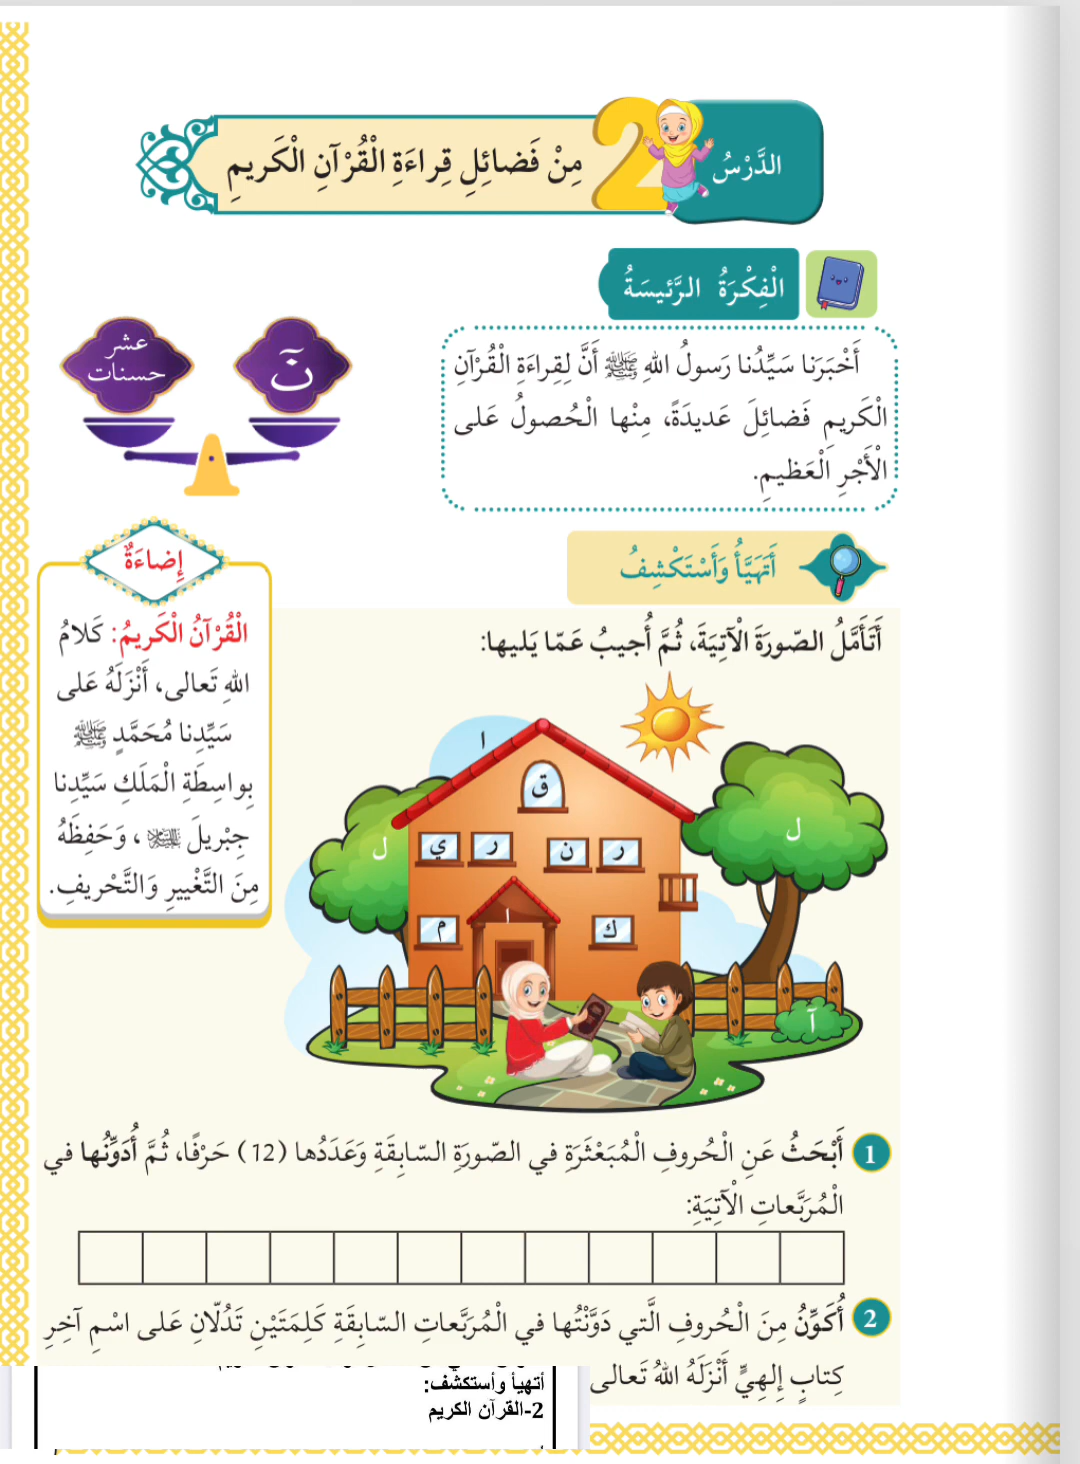 الدَّرْسُ 2 مِنْ فَضائِلِ قِراءَةِ الْقُرْآنِ الْكَريمِ
الْفِكْرَةُ الرَّئيسَةُ
أَخْبَرَنا سَيِّدُنا رَسولُ اللهِ ﷺ أَنَّ لِقِراءَةِ الْقُرْآنِ
الْكَريمِ فَضائِلَ عَديدَةً، مِنْها الْحُصولُ عَلى
الْأَجْرِ الْعَظيمِ.
نٓ
عشر
حسنات
أَتَهَيَّأُ وَأَسْتَكْشِفُ
إِضاءَةٌ
الْقُرْآنُ الْكَريمُ: كَلامُ
اللهِ تَعالى، أَنْزَلَهُ عَلى
سَيِّدِنا مُحَمَّدٍ ﷺ
بِواسِطَةِ الْمَلَكِ سَيِّدِنا
جِبْريلَ عليه السلام، وَحَفِظَهُ
مِنَ التَّغْييرِ وَالتَّحْريفِ.
أَتَأَمَّلُ الصّورَةَ الْآتِيَةَ، ثُمَّ أُجيبُ عَمّا يَليها:
ا
ق
ل
ل
ر
ن
ر
ي
ك
ا
م
آ
1 أَبْحَثُ عَنِ الْحُروفِ الْمُبَعْثَرَةِ في الصّورَةِ السّابِقَةِ وَعَدَدُها (12) حَرْفًا، ثُمَّ أُدَوِّنُها في
الْمُرَبَّعاتِ الْآتِيَةِ:
2 أُكَوِّنُ مِنَ الْحُروفِ الَّتي دَوَّنْتُها في الْمُرَبَّعاتِ السّابِقَةِ كَلِمَتَيْنِ تَدُلّانِ عَلى اسْمِ آخِرِ
كِتابٍ إِلهِيٍّ أَنْزَلَهُ اللهُ تَعالى
أتهيأ وأستكشف:
2-القرآن الكريم